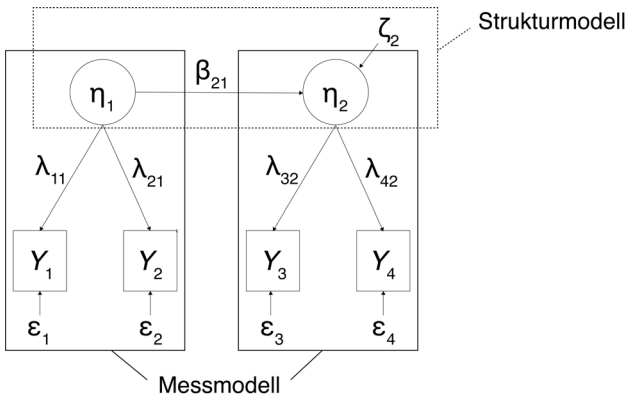 Strukturmodell
ζ₂
β₂₁
η₁
η₂
λ₁₁
λ₂₁
λ₃₂
λ₄₂
Y₁
Y₂
Y₃
Y₄
ε₁
ε₂
ε₃
ε₄
Messmodell